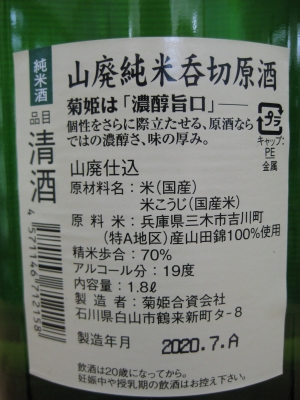 純米酒
品目
清酒
4571146712158
山廃純米呑切原酒
菊姫は「濃醇旨口」――
個性をさらに際立たせる、原酒なら
ではの濃醇さ、味の厚み。
プラ
キャップ
PE
金属
山廃仕込
原材料名：米（国産）
米こうじ（国産米）
原料米：兵庫県三木市吉川町
（特A地区）産山田錦100%使用
精米歩合：70%
アルコール分：19度
内容量：1.8ℓ
製造者：菊姫合資会社
石川県白山市鶴来新町タ-8
製造年月 2020.7.A
飲酒は20歳になってから。
妊娠中や授乳期の飲酒はお控え下さい。